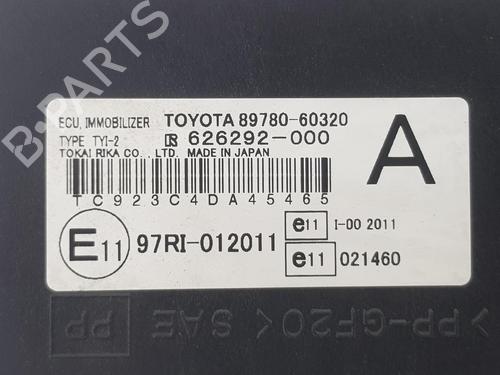 ECU, IMMOBILIZER TOYOTA 89780-60320
TYPE TYI-2 R 626292-000
TOKAI RIKA CO., LTD. MADE IN JAPAN
A
TC923C4DA45465
E11 97RI-012011
e11 I-00 2011
e11 021460
PP >PP-GF20< SAE